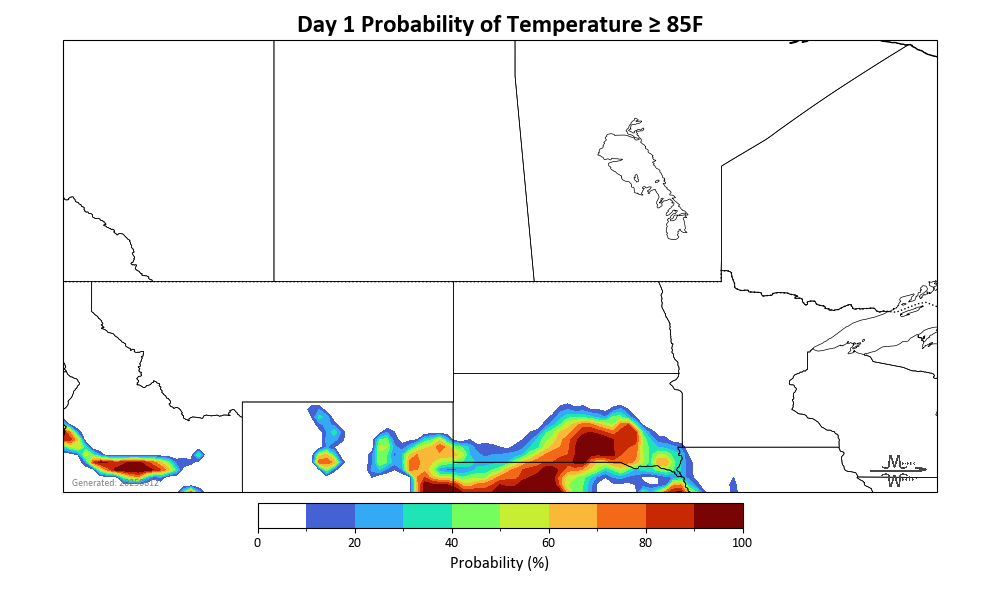 Day 1 Probability of Temperature ≥ 85F
M
W
0 20 40 60 80 100
Probability (%)